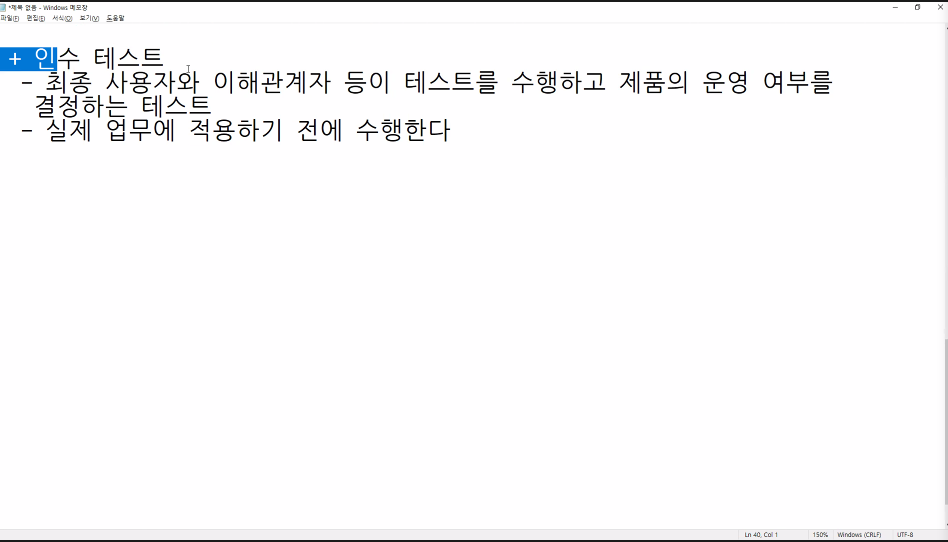 *제목 없음 - Windows 메모장
파일(F) 편집(E) 서식(O) 보기(V) 도움말
+ 인수 테스트
- 최종 사용자와 이해관계자 등이 테스트를 수행하고 제품의 운영 여부를
결정하는 테스트
- 실제 업무에 적용하기 전에 수행한다
Ln 40, Col 1 150% Windows (CRLF) UTF-8